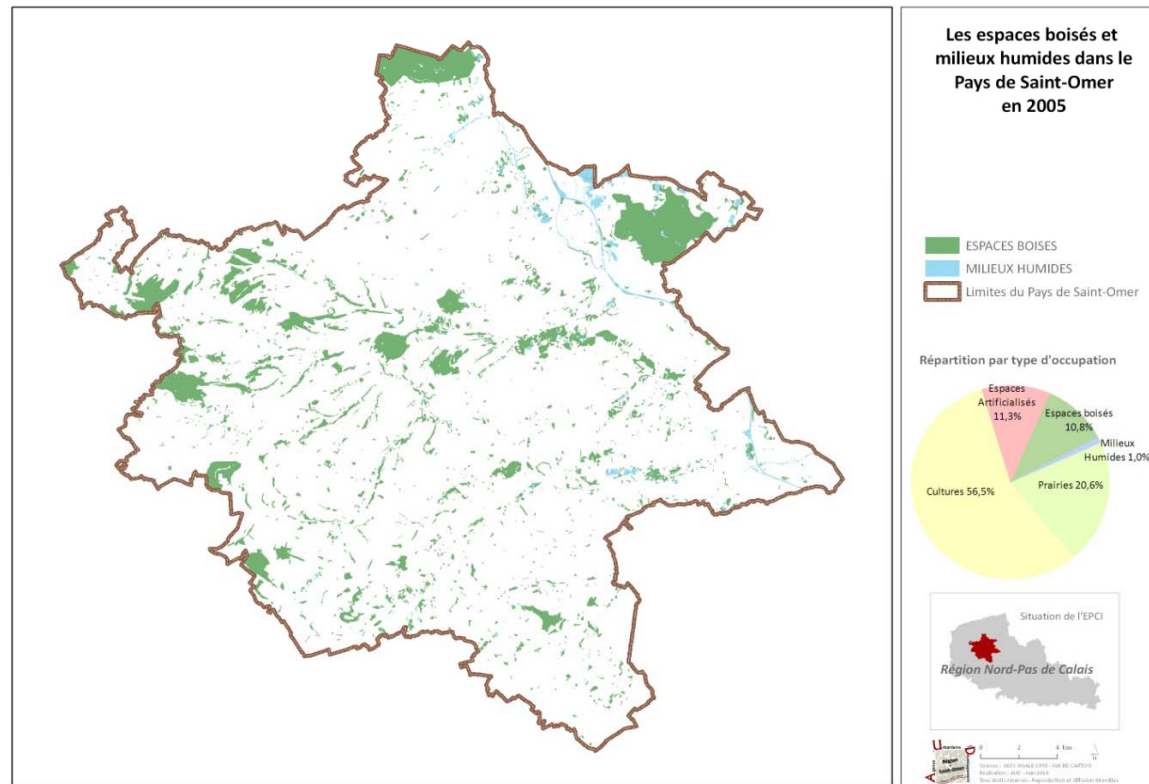 Les espaces boisés et
milieux humides dans le
Pays de Saint-Omer
en 2005
ESPACES BOISES
MILIEUX HUMIDES
Limites du Pays de Saint-Omer
Répartition par type d'occupation
Espaces
Artificialisés
11,3%
Espaces boisés
10,8%
Milieux
Humides 1,0%
Prairies 20,6%
Cultures 56,5%
Situation de l'EPCI
Région Nord-Pas de Calais
A U D
Région
Saint-Omer
0 2 4 Km
N